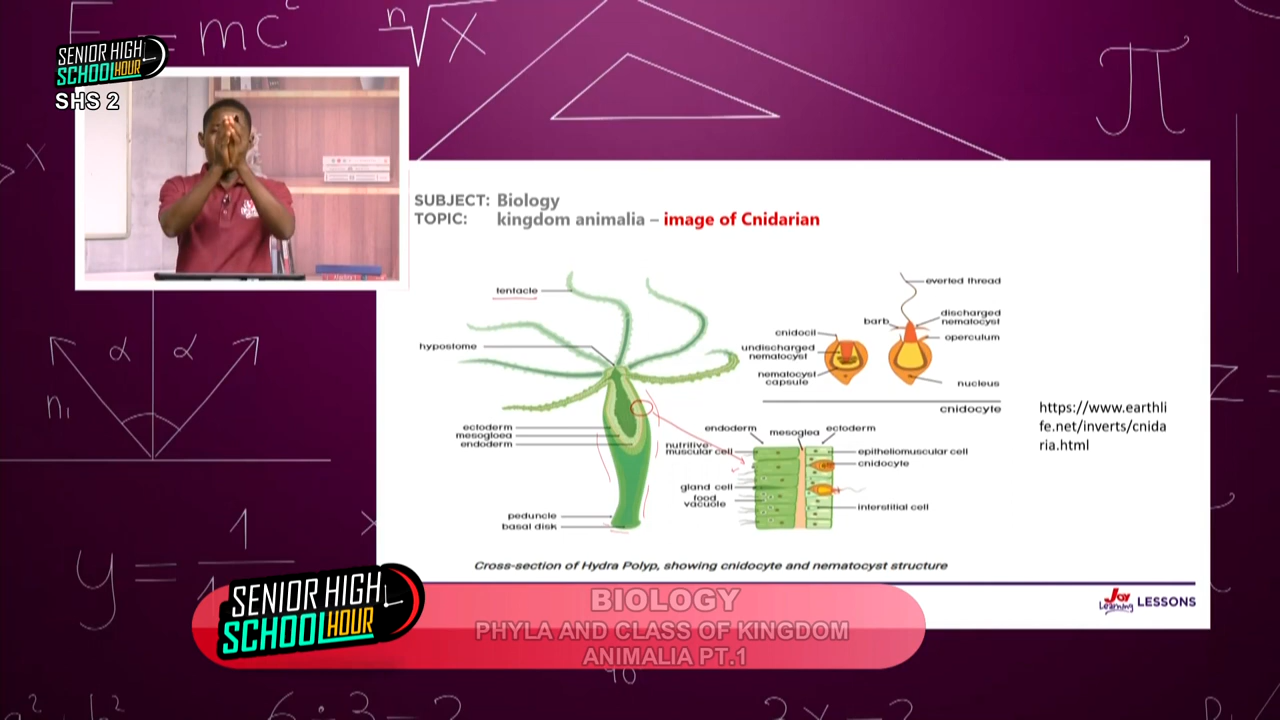 E = mc²
n√x
π
SENIOR HIGH
SCHOOL HOUR
SHS 2
x
SUBJECT: Biology
TOPIC: kingdom animalia – image of Cnidarian
tentacle
hypostome
ectoderm
mesogloea
endoderm
peduncle
basal disk
everted thread
discharged
nematocyst
barb
operculum
cnidocil
undischarged
nematocyst
nematocyst
capsule
nucleus
cnidocyte
endoderm
mesoglea
ectoderm
nutritive
muscular cell
epitheliomuscular cell
cnidocyte
gland cell
food
vacuole
interstitial cell
https://www.earthli
fe.net/inverts/cnida
ria.html
Cross-section of Hydra Polyp, showing cnidocyte and nematocyst structure
Joy
Learning LESSONS
α α
n₁
y = 1
SENIOR HIGH
SCHOOL HOUR
BIOLOGY
PHYLA AND CLASS OF KINGDOM
ANIMALIA PT.1